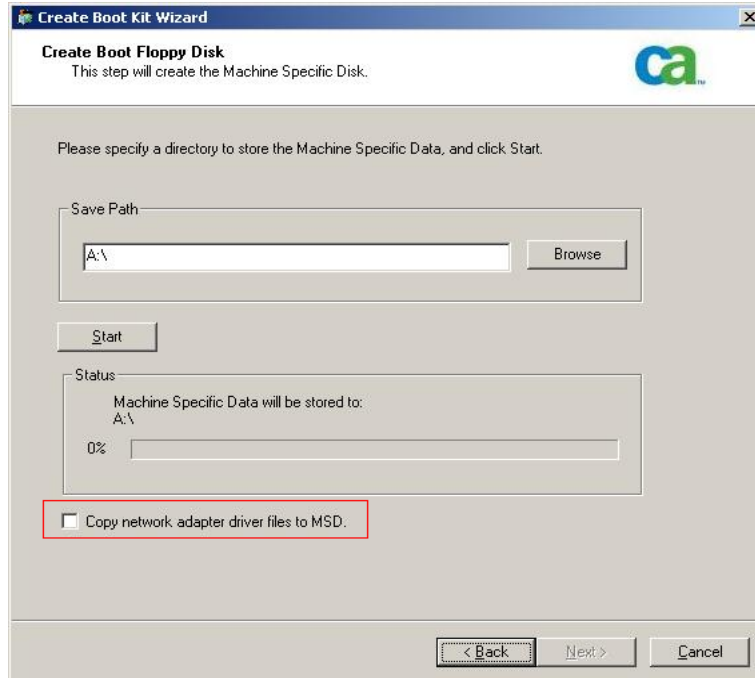 Create Boot Kit Wizard
Create Boot Floppy Disk
This step will create the Machine Specific Disk.
ca
Please specify a directory to store the Machine Specific Data, and click Start.
Save Path
A:\
Browse
Start
Status
Machine Specific Data will be stored to:
A:\
0%
Copy network adapter driver files to MSD.
< Back
Next >
Cancel